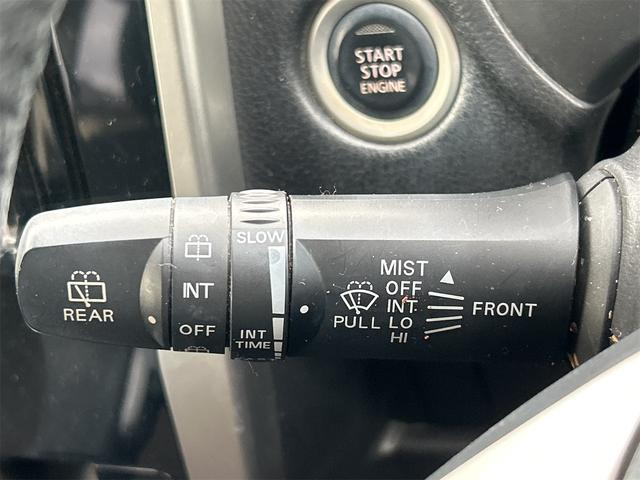 START
STOP
ENGINE
REAR
INT
OFF
SLOW
INT
TIME
MIST
OFF
INT
PULL LO
HI
FRONT